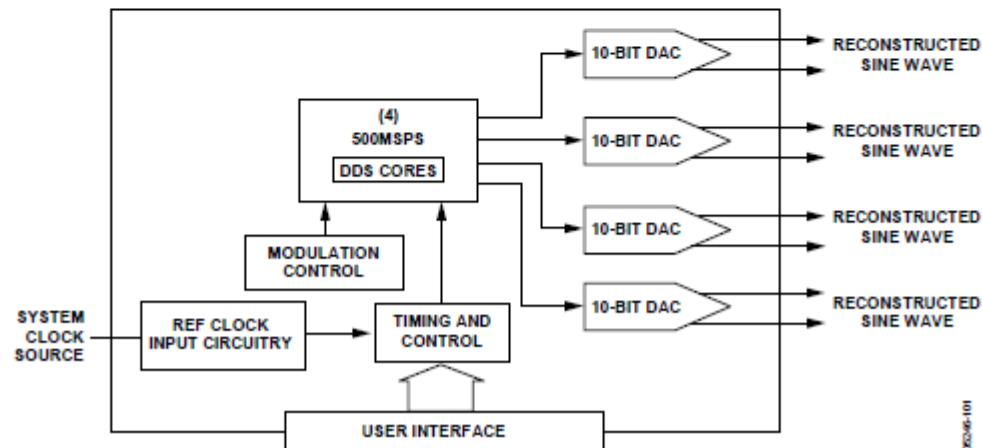 10-BIT DAC
RECONSTRUCTED
SINE WAVE
(4)
500MSPS
DDS CORES
10-BIT DAC
RECONSTRUCTED
SINE WAVE
10-BIT DAC
RECONSTRUCTED
SINE WAVE
MODULATION
CONTROL
10-BIT DAC
RECONSTRUCTED
SINE WAVE
SYSTEM
CLOCK
SOURCE
REF CLOCK
INPUT CIRCUITRY
TIMING AND
CONTROL
USER INTERFACE